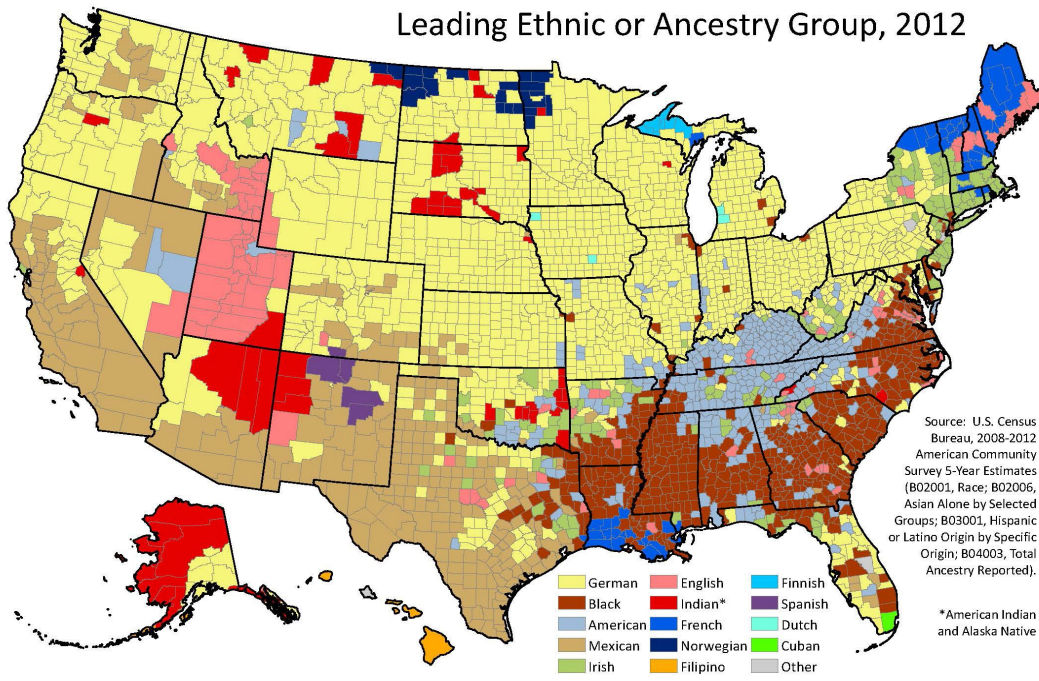 Leading Ethnic or Ancestry Group, 2012
Source: U.S. Census
Bureau, 2008-2012
American Community
Survey 5-Year Estimates
(B02001, Race; B02006,
Asian Alone by Selected
Groups; B03001, Hispanic
or Latino Origin by Specific
Origin; B04003, Total
Ancestry Reported).
*American Indian
and Alaska Native
German
Black
American
Mexican
Irish
English
Indian*
French
Norwegian
Filipino
Finnish
Spanish
Dutch
Cuban
Other